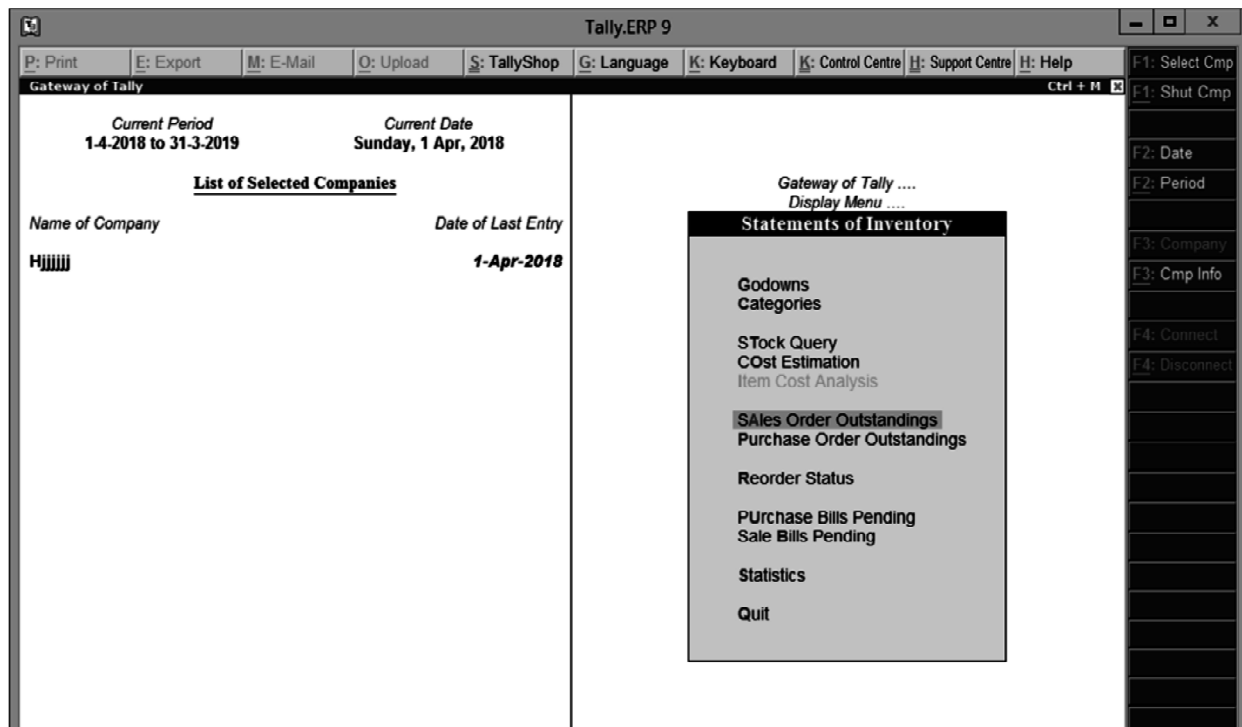 Tally.ERP 9
P: Print E: Export M: E-Mail O: Upload S: TallyShop G: Language K: Keyboard K: Control Centre H: Support Centre H: Help
Gateway of Tally Ctrl + M
Current Period Current Date
1-4-2018 to 31-3-2019 Sunday, 1 Apr, 2018
List of Selected Companies
Name of Company Date of Last Entry
Hjjjjjj 1-Apr-2018
Gateway of Tally ....
Display Menu ....
Statements of Inventory
Godowns
Categories
STock Query
COst Estimation
Item Cost Analysis
SAles Order Outstandings
Purchase Order Outstandings
Reorder Status
PUrchase Bills Pending
Sale Bills Pending
Statistics
Quit
F1: Select Cmp
F1: Shut Cmp
F2: Date
F2: Period
F3: Company
F3: Cmp Info
F4: Connect
F4: Disconnect